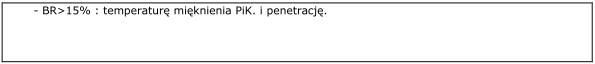 - BR>15% : temperaturę mięknienia PiK. i penetrację.